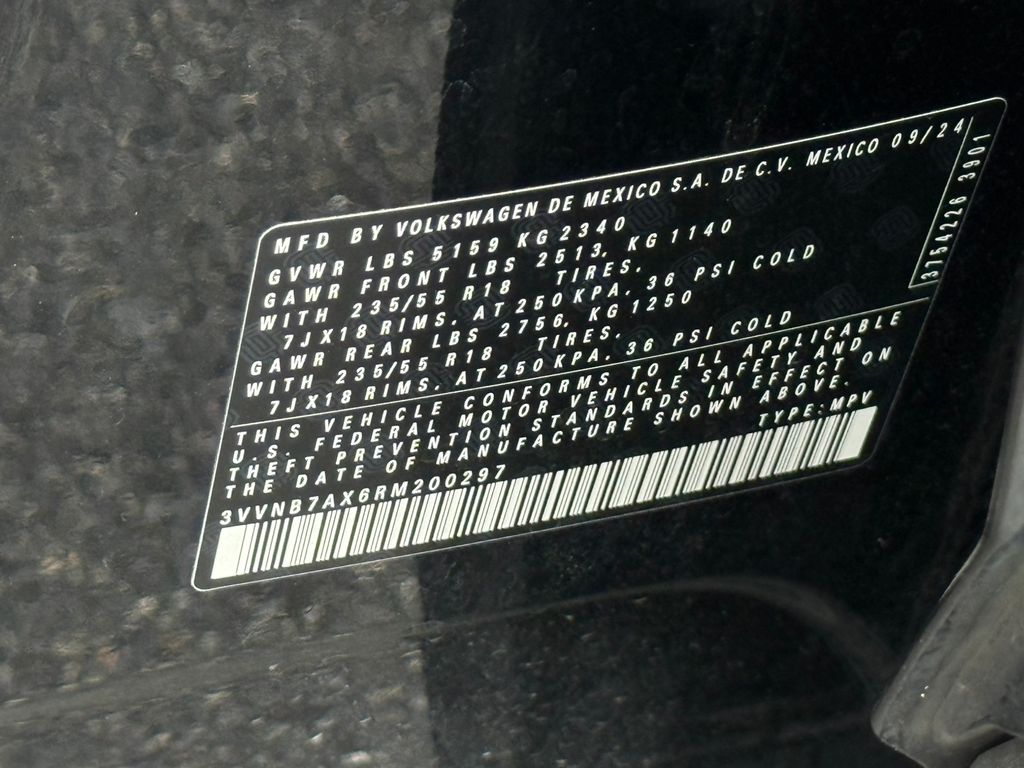 MFD BY VOLKSWAGEN DE MEXICO S.A. DE C.V. MEXICO 09/24
GVWR LBS 5159 KG 2340
GAWR FRONT LBS 2513, KG 1140
WITH 235/55 R18 TIRES,
7JX18 RIMS, AT 250KPA, 36 PSI COLD
GAWR REAR LBS 2756, KG 1250
WITH 235/55 R18 TIRES,
7JX18 RIMS, AT 250KPA, 36 PSI COLD
THIS VEHICLE CONFORMS TO ALL APPLICABLE
U.S. FEDERAL MOTOR VEHICLE SAFETY AND
THEFT PREVENTION STANDARDS IN EFFECT ON
THE DATE OF MANUFACTURE SHOWN ABOVE.
3VVNB7AX6RM200297 TYPE:MPV
3754226 3901